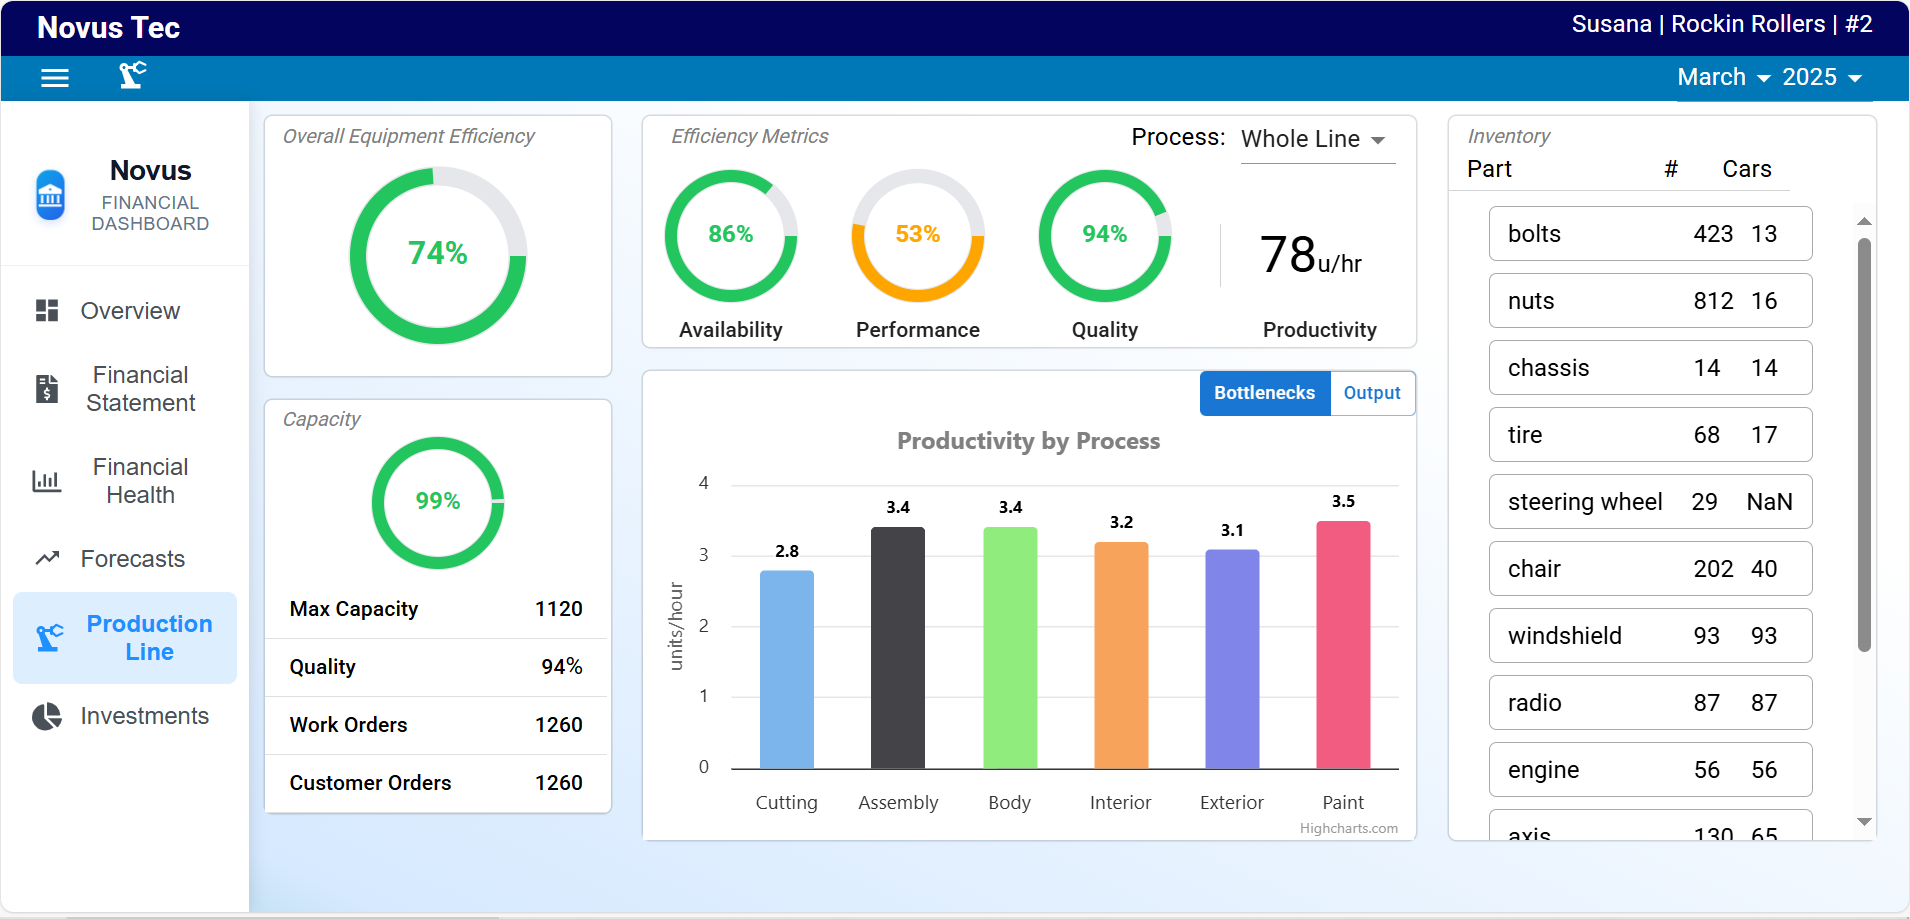 Novus Tec
Susana | Rockin Rollers | #2
March 2025
Novus
FINANCIAL
DASHBOARD
Overview
Financial
Statement
Financial
Health
Forecasts
Production
Line
Investments
Overall Equipment Efficiency
74%
Capacity
99%
Max Capacity 1120
Quality 94%
Work Orders 1260
Customer Orders 1260
Efficiency Metrics
Process: Whole Line
86% 53% 94% 78u/hr
Availability Performance Quality Productivity
Bottlenecks Output
Productivity by Process
units/hour
4
3
2
1
0
2.8 3.4 3.4 3.2 3.1 3.5
Cutting Assembly Body Interior Exterior Paint
Highcharts.com
Inventory
Part # Cars
bolts 423 13
nuts 812 16
chassis 14 14
tire 68 17
steering wheel 29 NaN
chair 202 40
windshield 93 93
radio 87 87
engine 56 56
axis 130 65